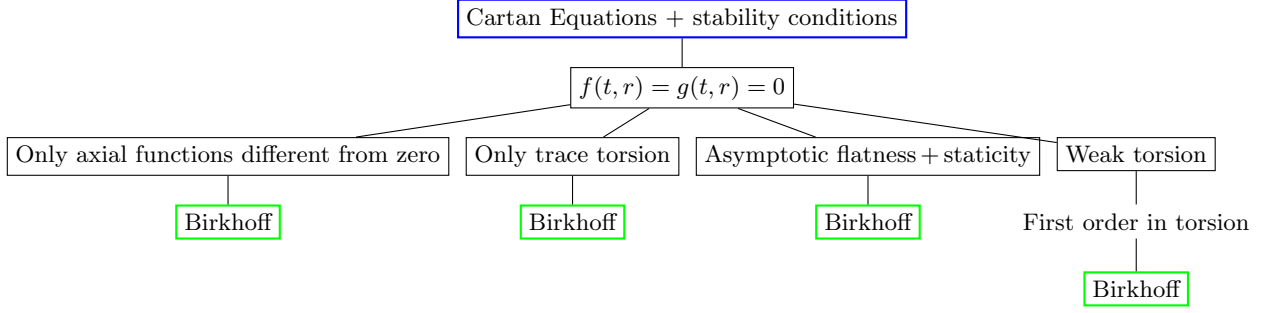 Cartan Equations + stability conditions
f(t, r) = g(t, r) = 0
Only axial functions different from zero
Only trace torsion
Asymptotic flatness + staticity
Weak torsion
Birkhoff
Birkhoff
Birkhoff
First order in torsion
Birkhoff